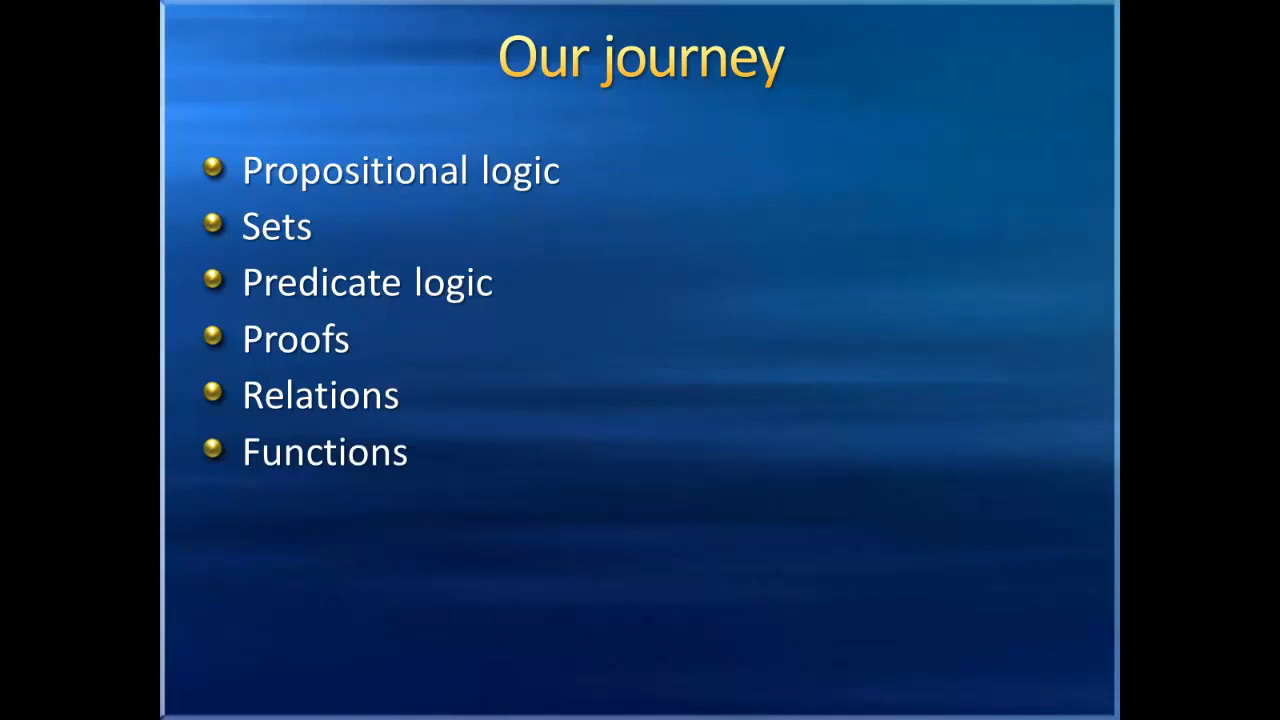 Our journey
Propositional logic
Sets
Predicate logic
Proofs
Relations
Functions